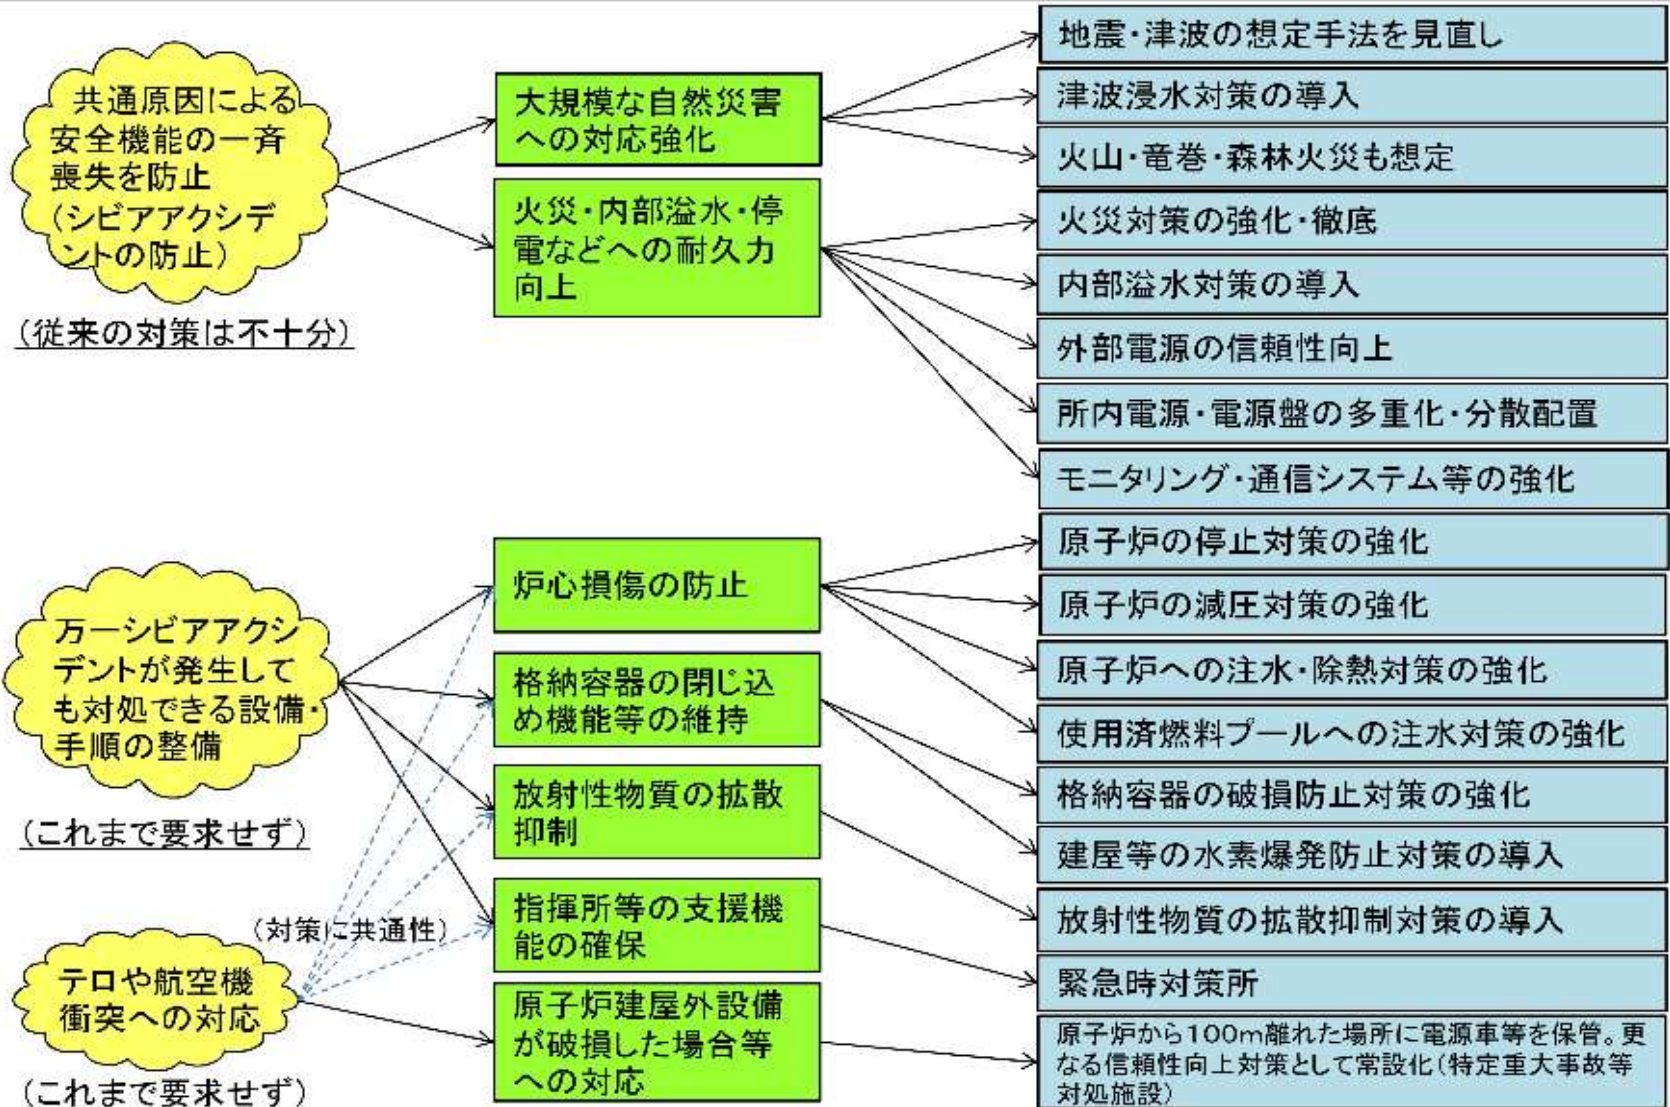 共通原因による
安全機能の一斉
喪失を防止
(シビアアクシデ
ントの防止)
(従来の対策は不十分)
大規模な自然災害
への対応強化
火災・内部溢水・停
電などへの耐久力
向上
地震・津波の想定手法を見直し
津波浸水対策の導入
火山・竜巻・森林火災も想定
火災対策の強化・徹底
内部溢水対策の導入
外部電源の信頼性向上
所内電源・電源盤の多重化・分散配置
モニタリング・通信システム等の強化
万一シビアアクシ
デントが発生して
も対処できる設備・
手順の整備
(これまで要求せず)
炉心損傷の防止
格納容器の閉じ込
め機能等の維持
放射性物質の拡散
抑制
指揮所等の支援機
能の確保
原子炉の停止対策の強化
原子炉の減圧対策の強化
原子炉への注水・除熱対策の強化
使用済燃料プールへの注水対策の強化
格納容器の破損防止対策の強化
建屋等の水素爆発防止対策の導入
放射性物質の拡散抑制対策の導入
緊急時対策所
(対策に共通性)
テロや航空機
衝突への対応
(これまで要求せず)
原子炉建屋外設備
が破損した場合等
への対応
原子炉から100m離れた場所に電源車等を保管。更
なる信頼性向上対策として常設化(特定重大事故等
対処施設)